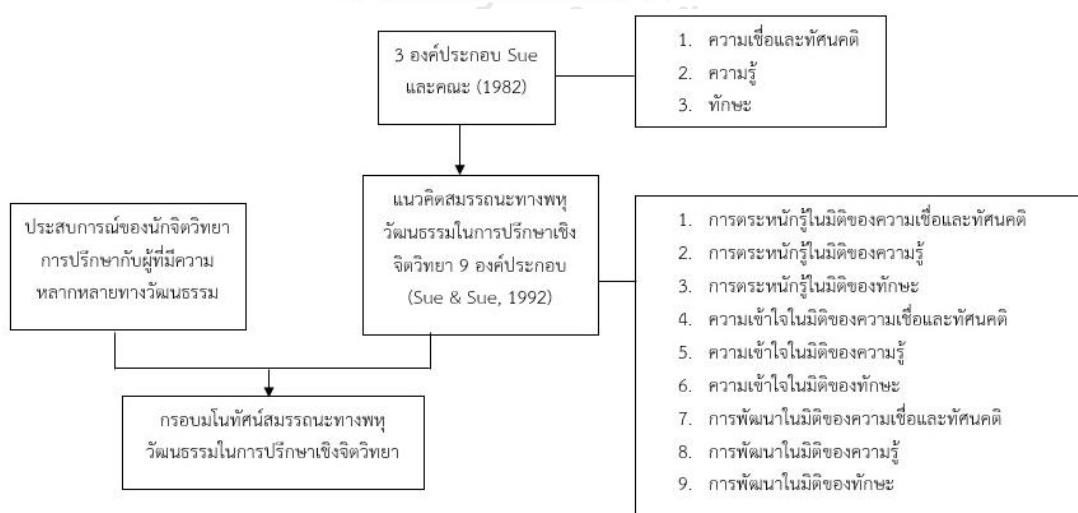 3 องค์ประกอบ Sue
และคณะ (1982)
1. ความเชื่อและทัศนคติ
2. ความรู้
3. ทักษะ
ประสบการณ์ของนักจิตวิทยา
การปรึกษากับผู้ที่มีความ
หลากหลายทางวัฒนธรรม
แนวคิดสมรรถนะทางพหุ
วัฒนธรรมในการปรึกษาเชิง
จิตวิทยา 9 องค์ประกอบ
(Sue & Sue, 1992)
1. การตระหนักรู้ในมิติของความเชื่อและทัศนคติ
2. การตระหนักรู้ในมิติของความรู้
3. การตระหนักรู้ในมิติของทักษะ
4. ความเข้าใจในมิติของความเชื่อและทัศนคติ
5. ความเข้าใจในมิติของความรู้
6. ความเข้าใจในมิติของทักษะ
7. การพัฒนาในมิติของความเชื่อและทัศนคติ
8. การพัฒนาในมิติของความรู้
9. การพัฒนาในมิติของทักษะ
กรอบมโนทัศน์สมรรถนะทางพหุ
วัฒนธรรมในการปรึกษาเชิงจิตวิทยา